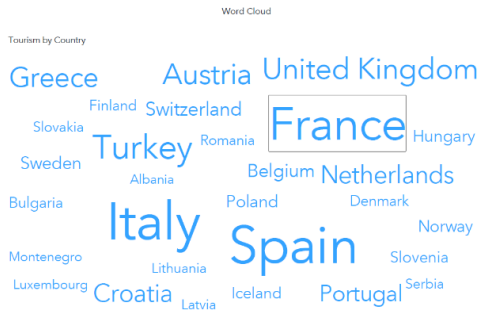 Word Cloud
Tourism by Country
Greece
Austria
United Kingdom
Finland
Switzerland
France
Slovakia
Turkey
Romania
Hungary
Sweden
Albania
Belgium
Netherlands
Bulgaria
Italy
Poland
Denmark
Spain
Norway
Montenegro
Lithuania
Slovenia
Luxembourg
Croatia
Latvia
Iceland
Portugal
Serbia